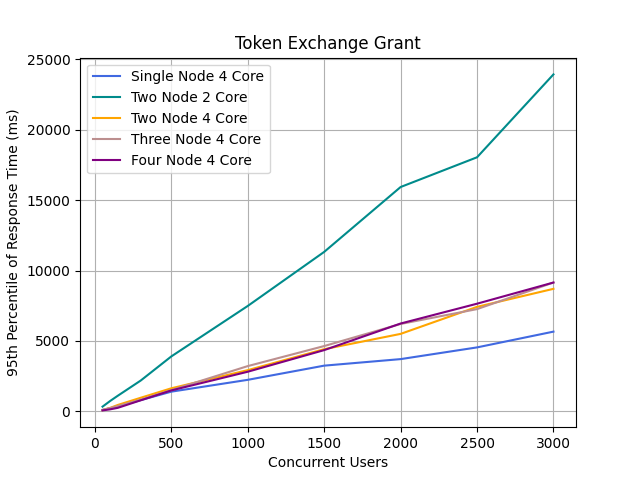 Token Exchange Grant
95th Percentile of Response Time (ms)
25000
20000
15000
10000
5000
0
Single Node 4 Core
Two Node 2 Core
Two Node 4 Core
Three Node 4 Core
Four Node 4 Core
0 500 1000 1500 2000 2500 3000
Concurrent Users